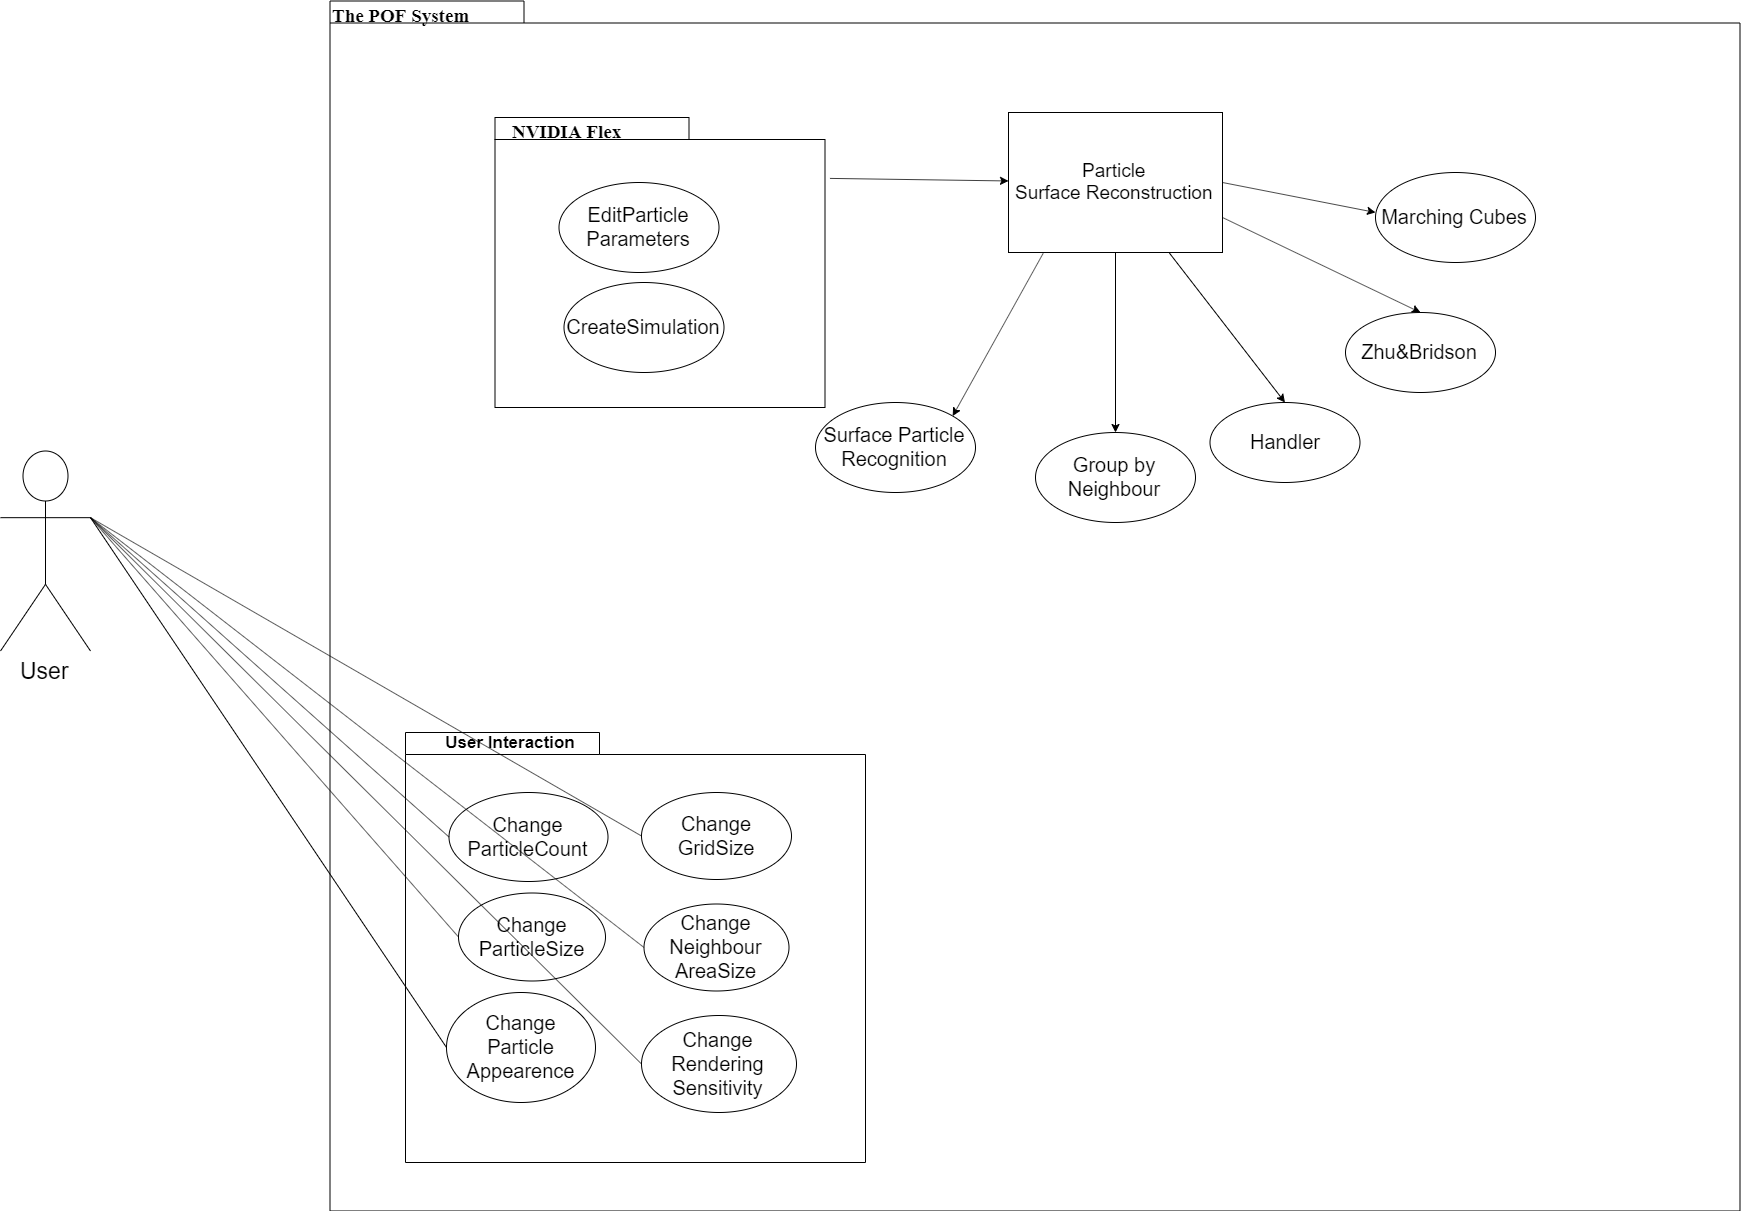 The POF System
NVIDIA Flex
EditParticle
Parameters
CreateSimulation
Particle
Surface Reconstruction
Marching Cubes
Zhu&Bridson
Handler
Group by
Neighbour
Surface Particle
Recognition
User
User Interaction
Change
ParticleCount
Change
GridSize
Change
ParticleSize
Change
Neighbour
AreaSize
Change
Particle
Appearence
Change
Rendering
Sensitivity